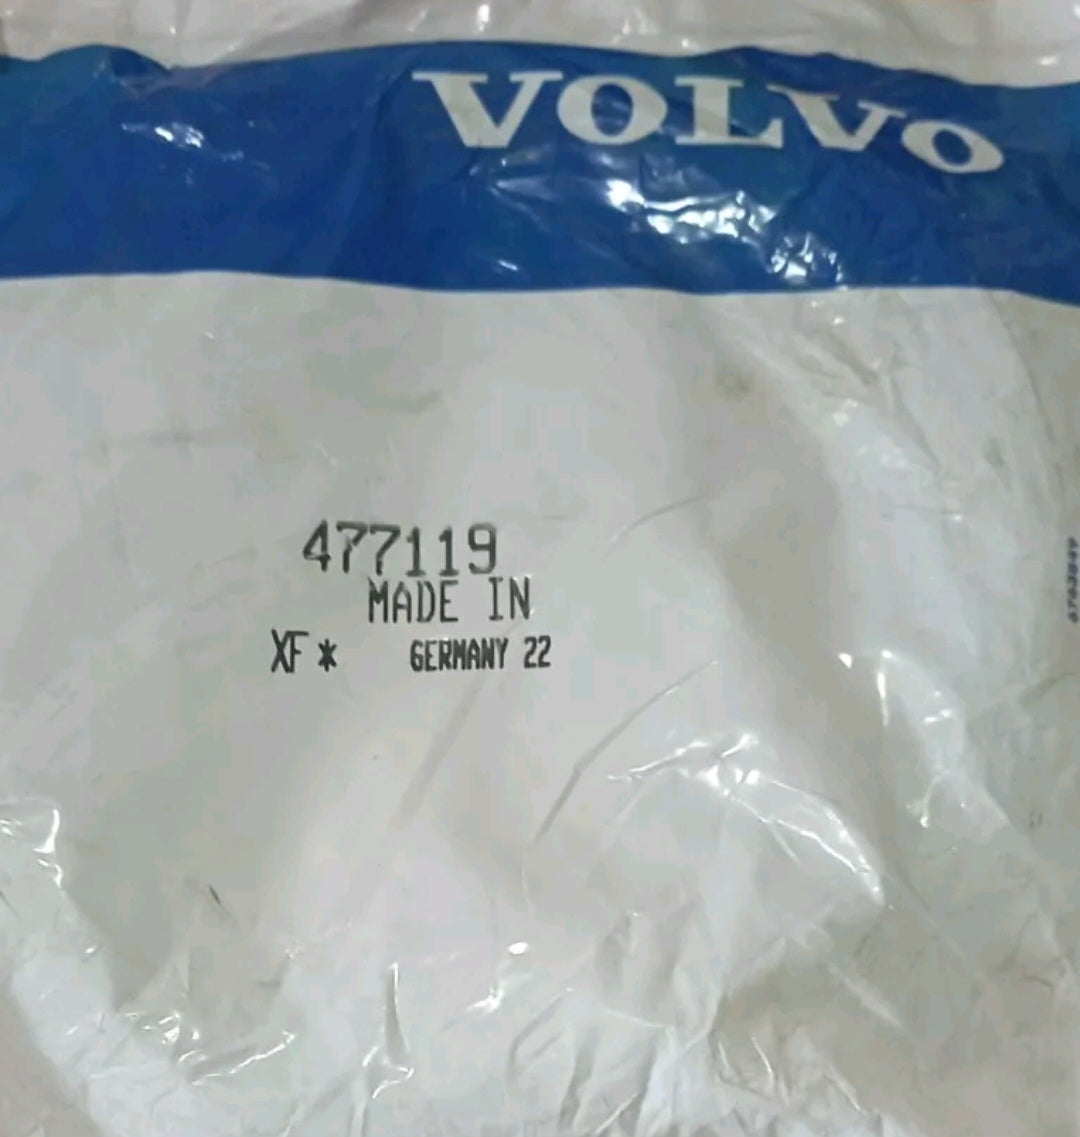 VOLVO
477119
MADE IN
XF * GERMANY 22